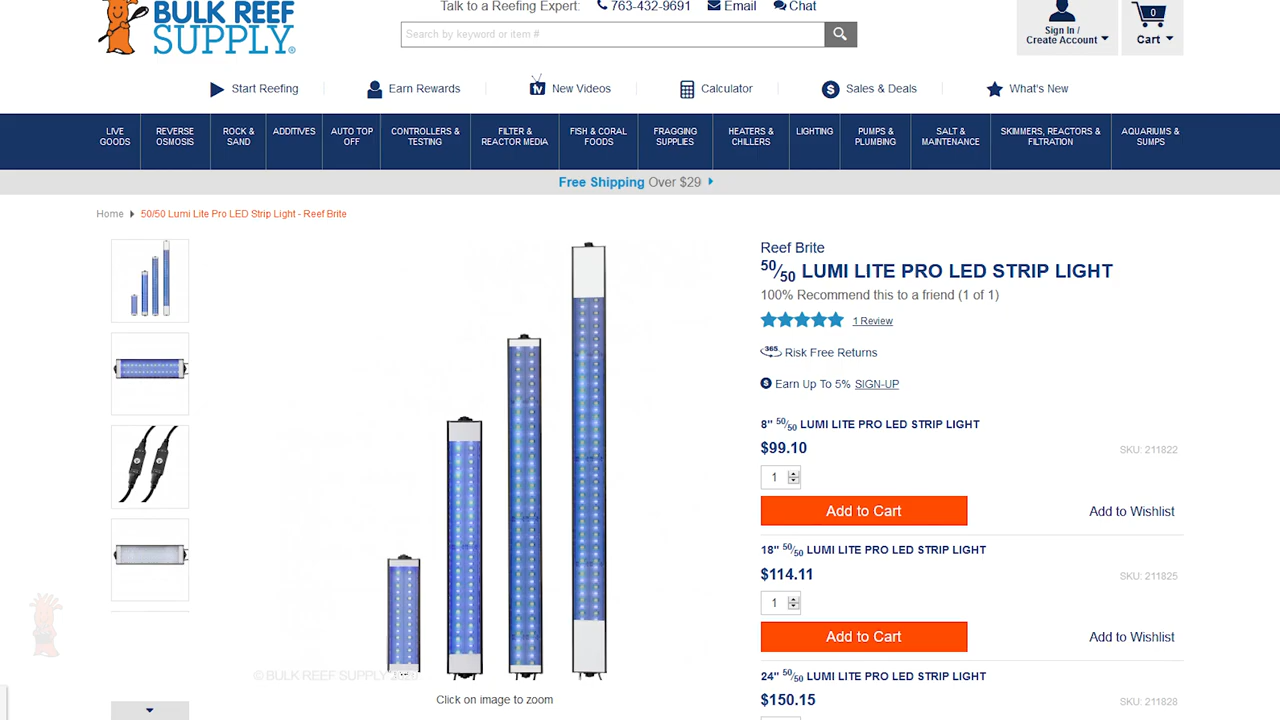 BULK REEF
SUPPLY®
Talk to a Reefing Expert: 763-432-9691 Email Chat
Search by keyword or item #
Sign In /
Create Account
0
Cart
Start Reefing
Earn Rewards
tv New Videos
Calculator
$ Sales & Deals
What's New
LIVE
GOODS
REVERSE
OSMOSIS
ROCK &
SAND
ADDITIVES
AUTO TOP
OFF
CONTROLLERS &
TESTING
FILTER &
REACTOR MEDIA
FISH & CORAL
FOODS
FRAGGING
SUPPLIES
HEATERS &
CHILLERS
LIGHTING
PUMPS &
PLUMBING
SALT &
MAINTENANCE
SKIMMERS, REACTORS &
FILTRATION
AQUARIUMS &
SUMPS
Free Shipping Over $29
Home 50/50 Lumi Lite Pro LED Strip Light - Reef Brite
© BULK REEF SUPPLY
Click on image to zoom
Reef Brite
50/50 LUMI LITE PRO LED STRIP LIGHT
100% Recommend this to a friend (1 of 1)
1 Review
365 Risk Free Returns
$ Earn Up To 5% SIGN-UP
8" 50/50 LUMI LITE PRO LED STRIP LIGHT
$99.10
SKU: 211822
1
Add to Cart
Add to Wishlist
18" 50/50 LUMI LITE PRO LED STRIP LIGHT
$114.11
SKU: 211825
1
Add to Cart
Add to Wishlist
24" 50/50 LUMI LITE PRO LED STRIP LIGHT
$150.15
SKU: 211828